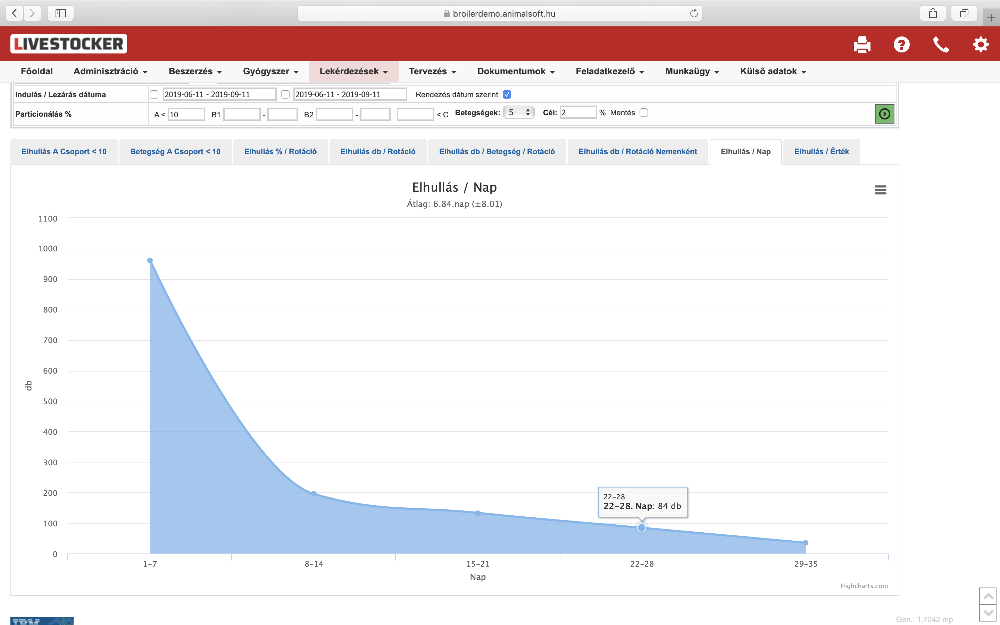 broilerdemo.animalsoft.hu
LIVESTOCKER
Főoldal Adminisztráció Beszerzés Gyógyszer Lekérdezések Tervezés Dokumentumok Feladatkezelő Munkaügy Külső adatok
Indulás / Lezárás dátuma 2019-06-11 - 2019-09-11 2019-06-11 - 2019-09-11 Rendezés dátum szerint
Particionálás % A < 10 B1 - B2 - < C Betegségek: 5 Cél: 2 % Mentés
Elhullás A Csoport < 10 Betegség A Csoport < 10 Elhullás % / Rotáció Elhullás db / Rotáció Elhullás db / Betegség / Rotáció Elhullás db / Rotáció Nemenként Elhullás / Nap Elhullás / Érték
Elhullás / Nap
Átlag: 6.84.nap (±8.01)
1100
1000
900
800
700
600
db
500
400
300
200
22-28
22-28. Nap: 84 db
100
0
1-7 8-14 15-21 22-28 29-35
Nap
Highcharts.com
Gen.: 1.7042 mp